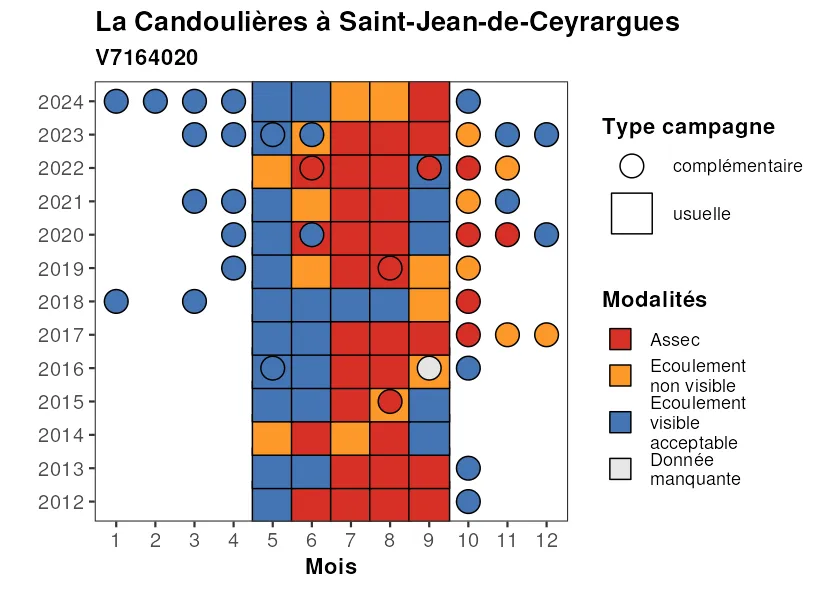 La Candoulières à Saint-Jean-de-Ceyrargues
V7164020
2024
2023
2022
2021
2020
2019
2018
2017
2016
2015
2014
2013
2012
1 2 3 4 5 6 7 8 9 10 11 12
Mois
Type campagne
complémentaire
usuelle
Modalités
Assec
Ecoulement
non visible
Ecoulement
visible
acceptable
Donnée
manquante